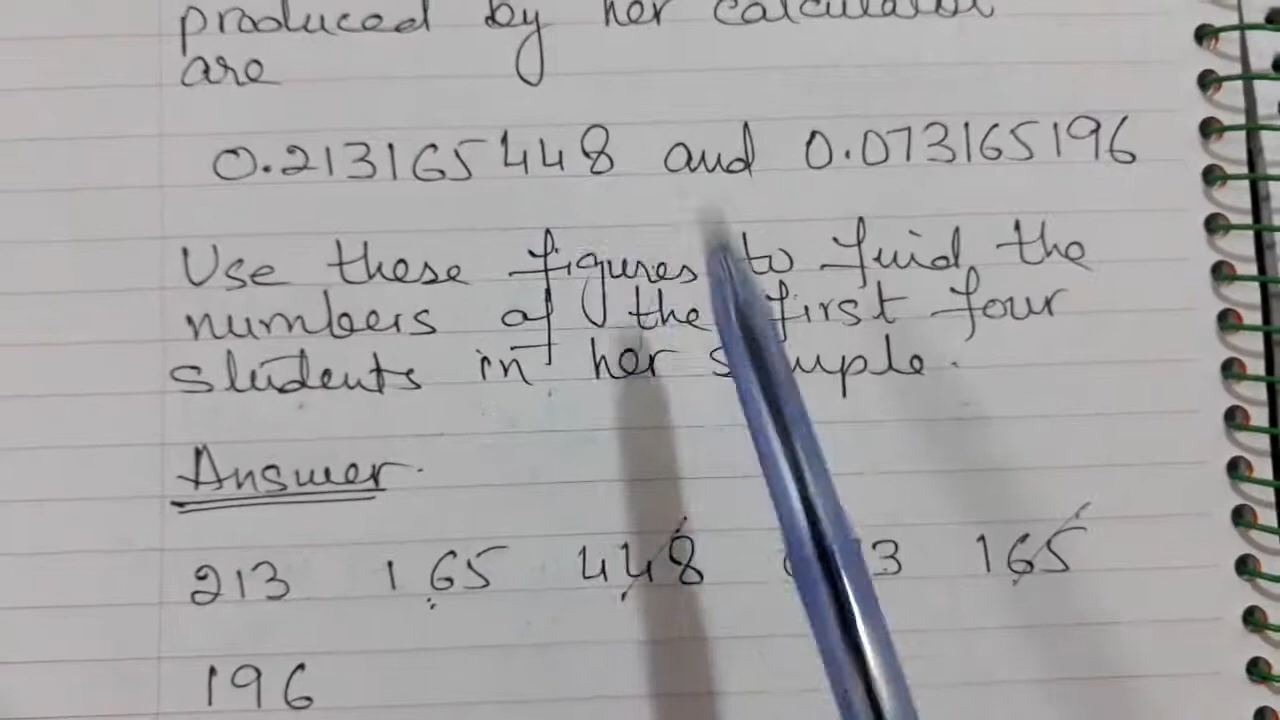 produced by her calculator
are
0.213165448 and 0.073165196
Use these figures to find the
numbers of the first four
students in her
Answer.
213 165 448 165
196